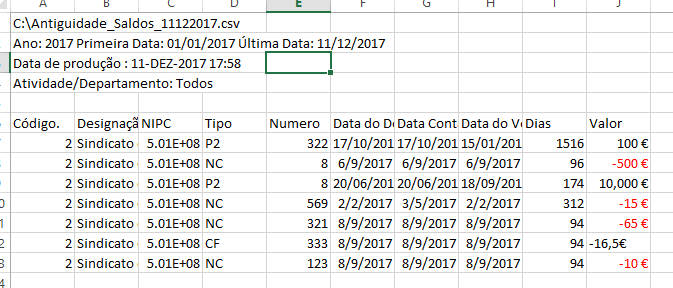 A B C D E F G H I J
C:\Antiguidade_Saldos_11122017.csv
Ano: 2017 Primeira Data: 01/01/2017 Última Data: 11/12/2017
Data de produção : 11-DEZ-2017 17:58
Atividade/Departamento: Todos
Código. Designaçã NIPC Tipo Numero Data do D Data Cont Data do V Dias Valor
2 Sindicato 5.01E+08 P2 322 17/10/201 17/10/201 15/01/201 1516 100 €
2 Sindicato 5.01E+08 NC 8 6/9/2017 6/9/2017 6/9/2017 96 -500 €
2 Sindicato 5.01E+08 P2 8 20/06/201 20/06/201 18/09/201 174 10,000 €
2 Sindicato 5.01E+08 NC 569 2/2/2017 3/5/2017 2/2/2017 312 -15 €
2 Sindicato 5.01E+08 NC 321 8/9/2017 8/9/2017 8/9/2017 94 -65 €
2 Sindicato 5.01E+08 CF 333 8/9/2017 8/9/2017 8/9/2017 94 -16,5€
2 Sindicato 5.01E+08 NC 123 8/9/2017 8/9/2017 8/9/2017 94 -10 €